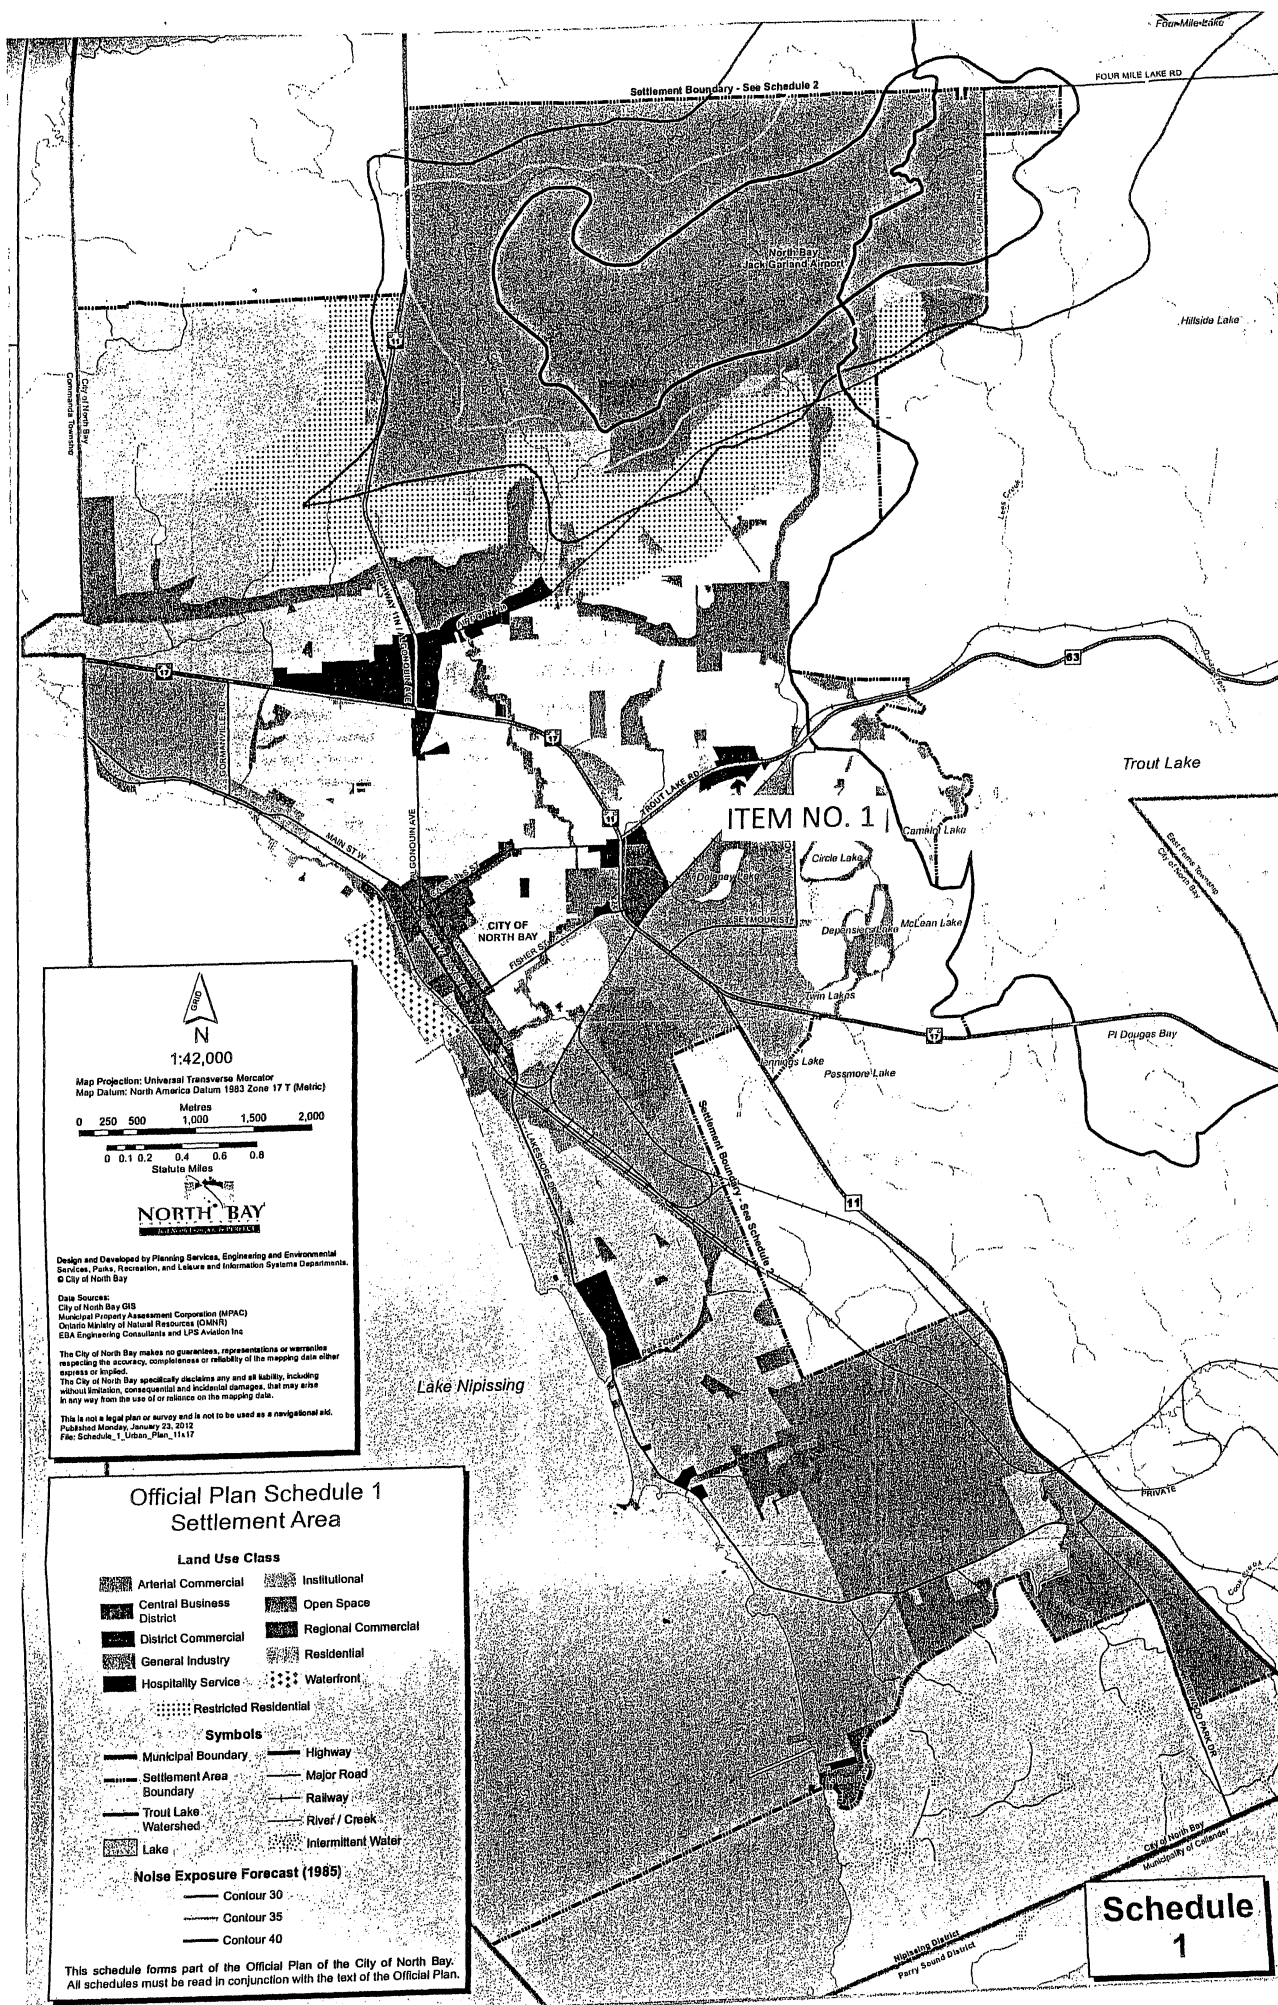 Four Mile Lake
FOUR MILE LAKE RD
Settlement Boundary - See Schedule 2
CARMICHAEL DR
North Bay
Jack Garland Airport
Hillside Lake
11
City of North Bay
Commanda Township
Lees Creek
63
17
GORMANVILLE RD
17
Trout Lake
TROUT LAKE RD
11
ITEM NO. 1
Camelot Lake
MAIN ST W
ALGONQUIN AVE
Circle Lake
Delaney Lake
East Ferris Township
City of North Bay
CITY OF
NORTH BAY
SEYMOUR ST
Depensiers Lake
McLean Lake
FISHER ST
Twin Lakes
17
Pl Dougas Bay
Jennings Lake
Passmore Lake
GRID
N
1:42,000
Map Projection: Universal Transverse Mercator
Map Datum: North America Datum 1983 Zone 17 T (Metric)
Metres
0 250 500 1,000 1,500 2,000
0 0.1 0.2 0.4 0.6 0.8
Statute Miles
NORTH BAY
Design and Developed by Planning Services, Engineering and Environmental
Services, Parks, Recreation, and Leisure and Information Systems Departments.
© City of North Bay
Data Sources:
City of North Bay GIS
Municipal Property Assessment Corporation (MPAC)
Ontario Ministry of Natural Resources (OMNR)
EBA Engineering Consultants and LPS Aviation Inc
The City of North Bay makes no guarantees, representations or warranties
respecting the accuracy, completeness or reliability of the mapping data either
express or implied.
The City of North Bay specifically disclaims any and all liability, including
without limitation, consequential and incidental damages, that may arise
in any way from the use of or reliance on the mapping data.
This is not a legal plan or survey and is not to be used as a navigational aid.
Published Monday, January 23, 2012
File: Schedule_1_Urban_Plan_11x17
LAKESHORE DR
Settlement Boundary - See Schedule 2
11
Lake Nipissing
PRIVATE
Official Plan Schedule 1
Settlement Area
Land Use Class
Arterial Commercial
Central Business
District
District Commercial
General Industry
Hospitality Service
Institutional
Open Space
Regional Commercial
Residential
Waterfront
Restricted Residential
Symbols
Municipal Boundary
Settlement Area
Boundary
Trout Lake
Watershed
Lake
Highway
Major Road
Railway
River / Creek
Intermittent Water
Noise Exposure Forecast (1985)
Contour 30
Contour 35
Contour 40
This schedule forms part of the Official Plan of the City of North Bay.
All schedules must be read in conjunction with the text of the Official Plan.
City of North Bay
Municipality of Callander
Nipissing District
Parry Sound District
Schedule
1